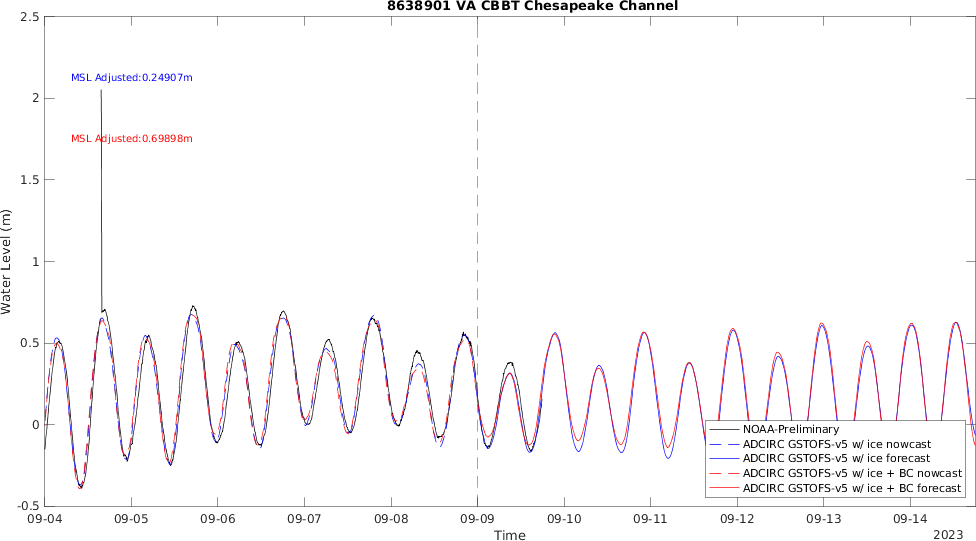 8638901 VA CBBT Chesapeake Channel
2.5
2
1.5
1
0.5
0
-0.5
Water Level (m)
MSL Adjusted:0.24907m
MSL Adjusted:0.69898m
NOAA-Preliminary
ADCIRC GSTOFS-v5 w/ ice nowcast
ADCIRC GSTOFS-v5 w/ ice forecast
ADCIRC GSTOFS-v5 w/ ice + BC nowcast
ADCIRC GSTOFS-v5 w/ ice + BC forecast
09-04 09-05 09-06 09-07 09-08 09-09 09-10 09-11 09-12 09-13 09-14
Time
2023